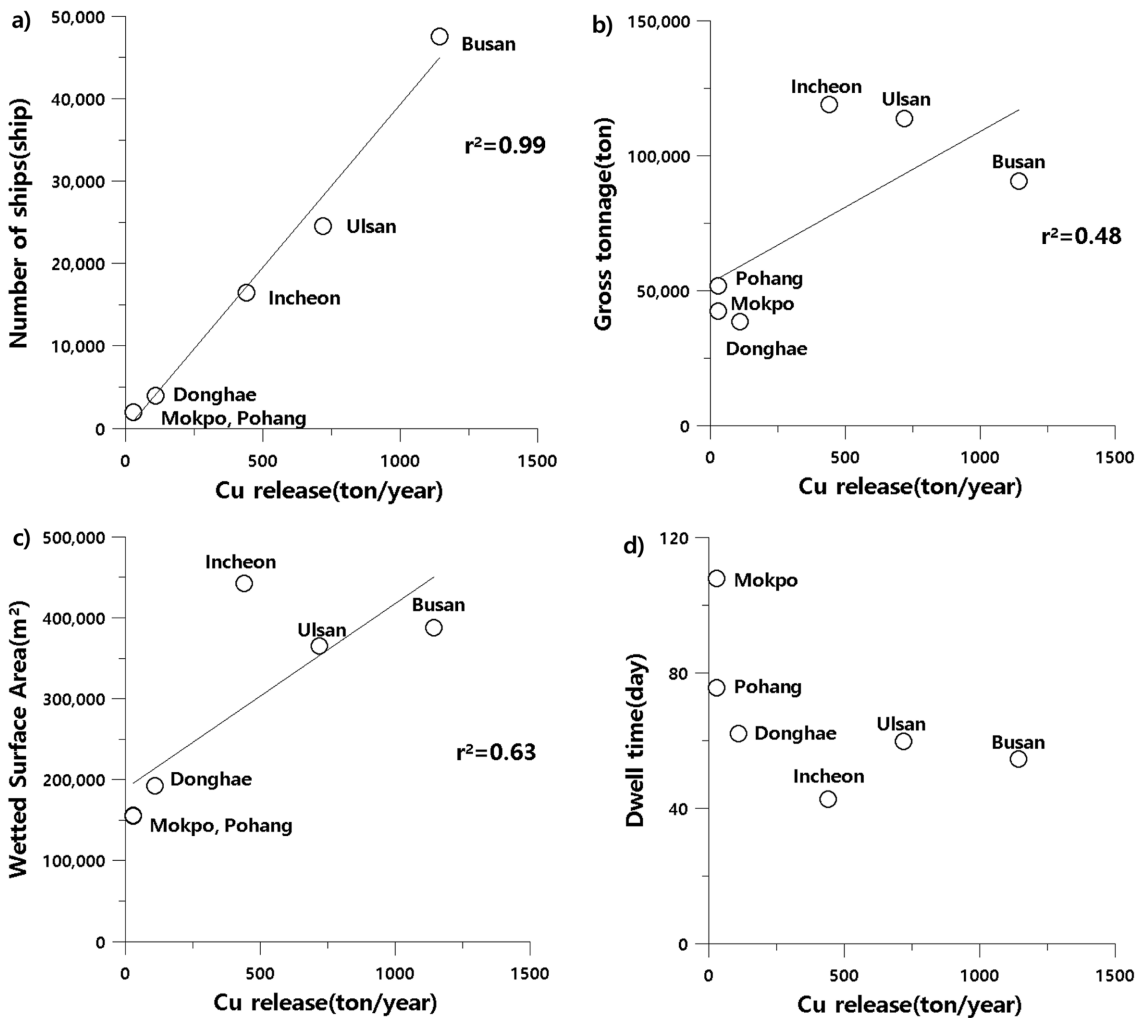 a)
50,000
40,000
30,000
20,000
10,000
0
Number of ships(ship)
Busan
r²=0.99
Ulsan
Incheon
Donghae
Mokpo, Pohang
0 500 1000 1500
Cu release(ton/year)
b)
150,000
100,000
50,000
0
Gross tonnage(ton)
Incheon
Ulsan
Busan
r²=0.48
Pohang
Mokpo
Donghae
0 500 1000 1500
Cu release(ton/year)
c)
500,000
400,000
300,000
200,000
100,000
0
Wetted Surface Area(m²)
Incheon
Busan
Ulsan
r²=0.63
Donghae
Mokpo, Pohang
0 500 1000 1500
Cu release(ton/year)
d)
120
80
40
0
Dwell time(day)
Mokpo
Pohang
Donghae
Ulsan
Busan
Incheon
0 500 1000 1500
Cu release(ton/year)